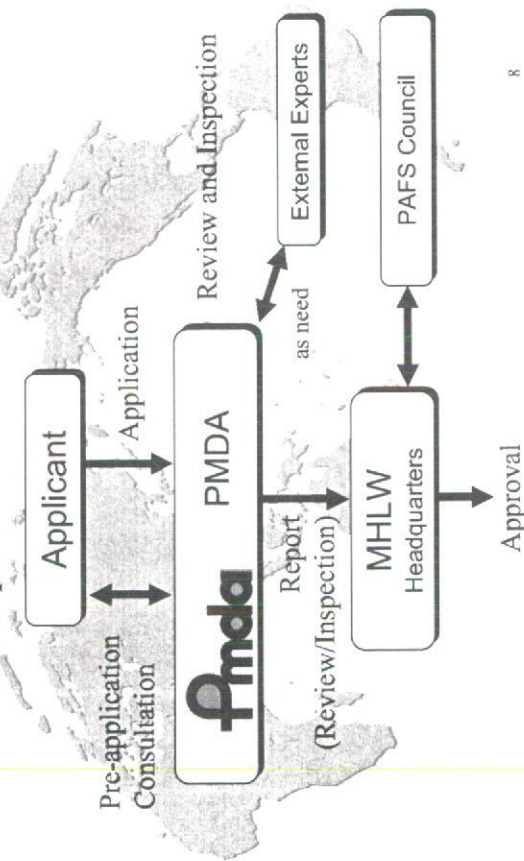 Applicant
Pre-application
Consultation
Application
pmda
PMDA
Review and Inspection
External Experts
as need
Report
(Review/Inspection)
MHLW
Headquarters
PAFS Council
Approval
8